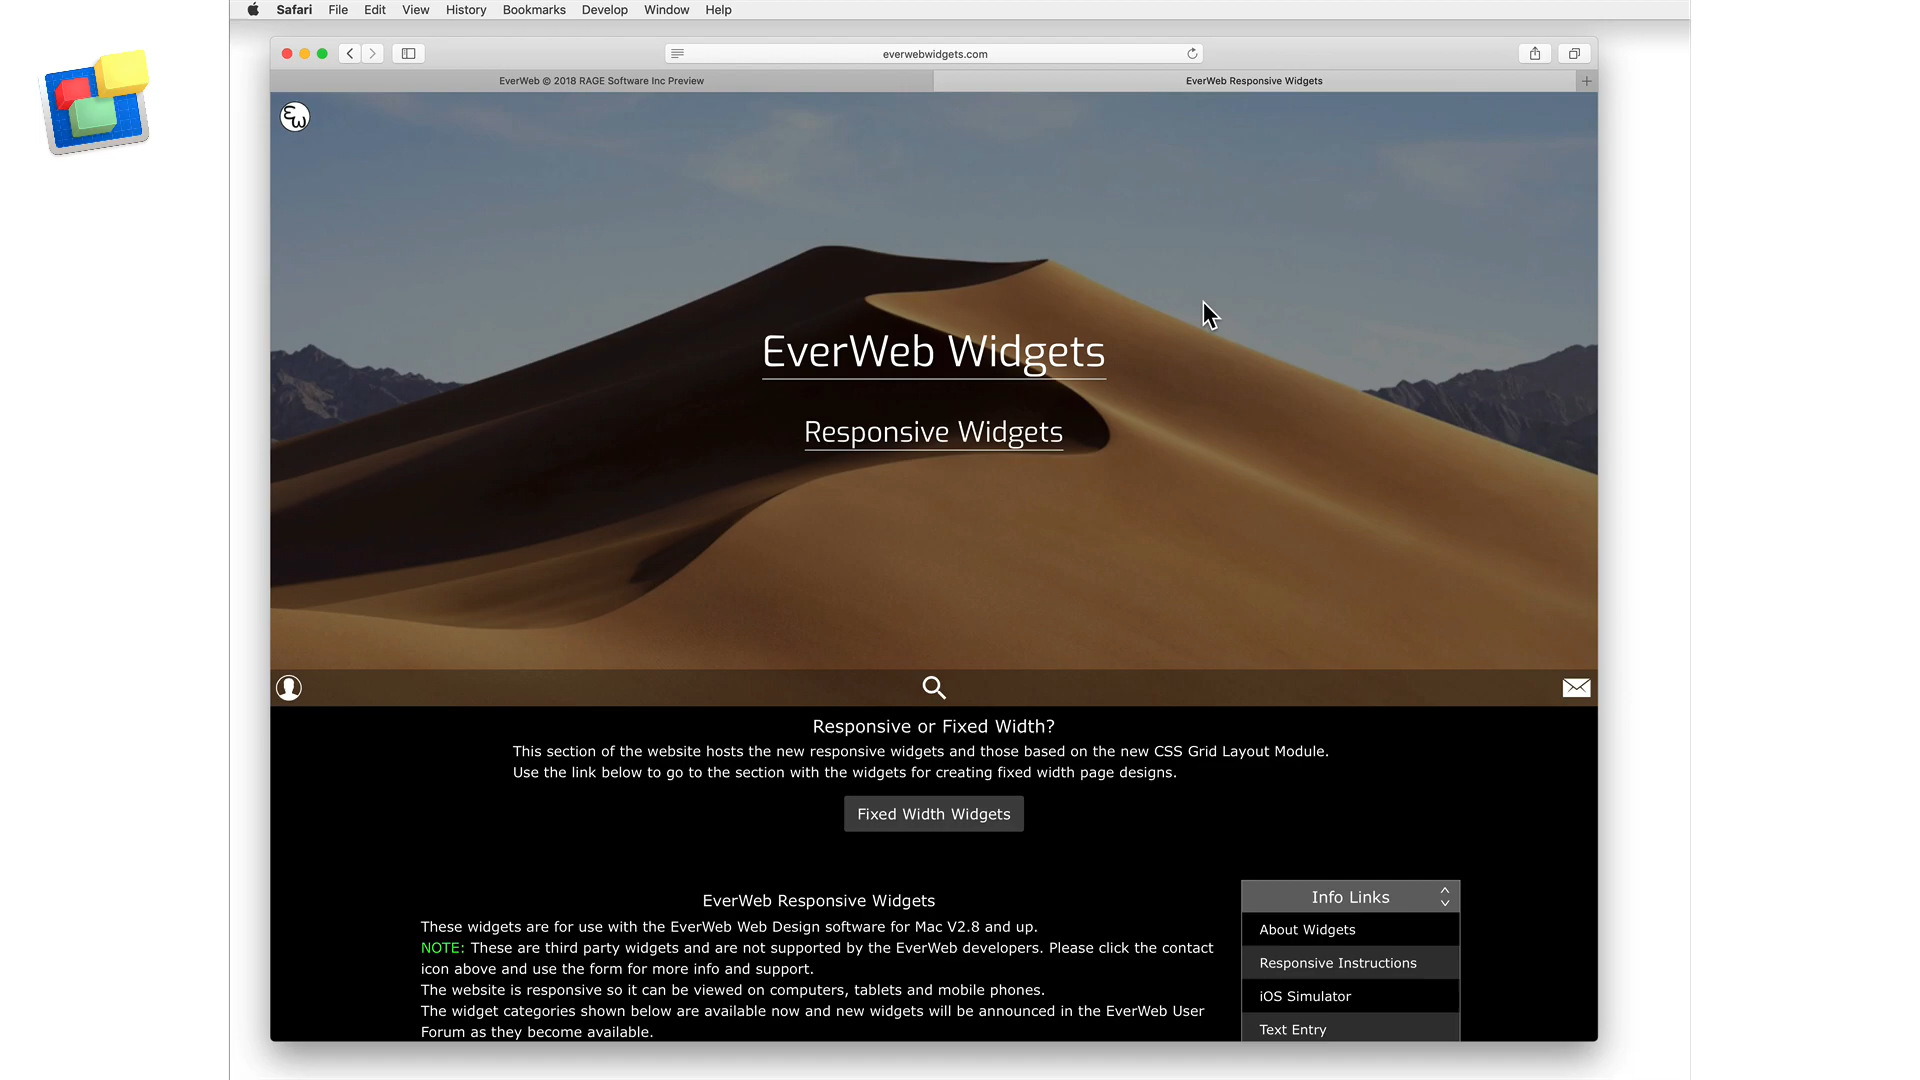 Safari File Edit View History Bookmarks Develop Window Help
everwebwidgets.com
EverWeb © 2018 RAGE Software Inc Preview
EverWeb Responsive Widgets
EW
EverWeb Widgets
Responsive Widgets
Responsive or Fixed Width?
This section of the website hosts the new responsive widgets and those based on the new CSS Grid Layout Module.
Use the link below to go to the section with the widgets for creating fixed width page designs.
Fixed Width Widgets
EverWeb Responsive Widgets
These widgets are for use with the EverWeb Web Design software for Mac V2.8 and up.
NOTE: These are third party widgets and are not supported by the EverWeb developers. Please click the contact
icon above and use the form for more info and support.
The website is responsive so it can be viewed on computers, tablets and mobile phones.
The widget categories shown below are available now and new widgets will be announced in the EverWeb User
Forum as they become available.
Info Links
About Widgets
Responsive Instructions
iOS Simulator
Text Entry